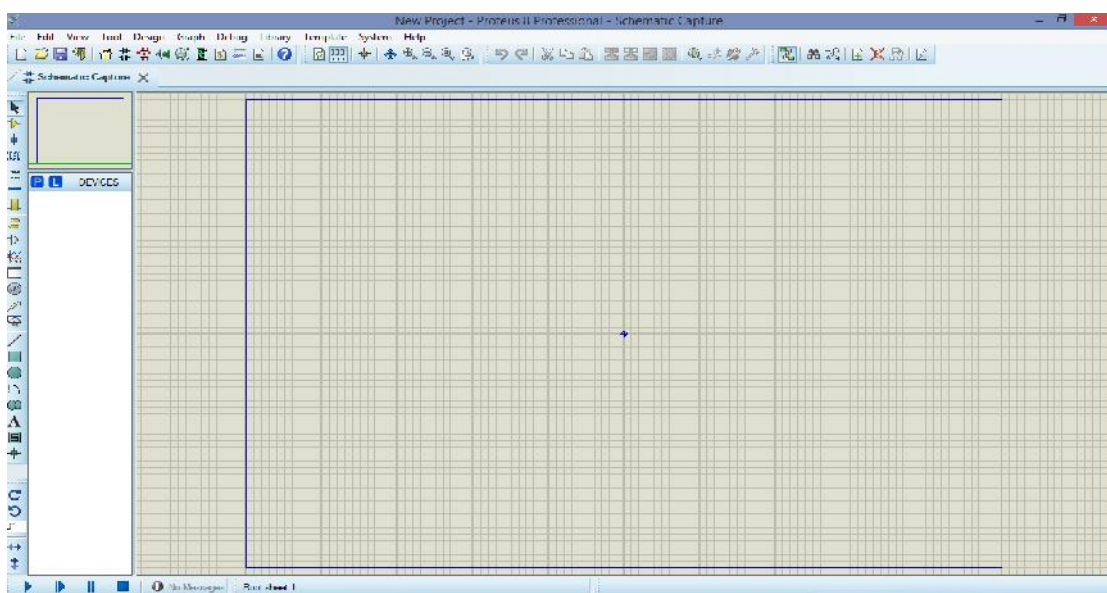 New Project - Proteus 8 Professional - Schematic Capture
File Edit View Tool Design Graph Debug Library Template System Help
Schematic Capture
P L DEVICES
No Messages Root sheet 1